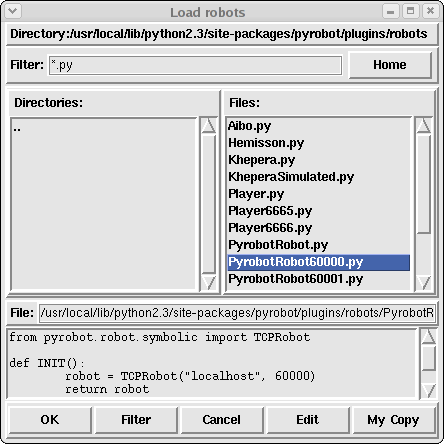 Load robots
Directory:/usr/local/lib/python2.3/site-packages/pyrobot/plugins/robots
Filter: *.py Home
Directories:
..
Files:
Aibo.py
Hemisson.py
Khepera.py
KheperaSimulated.py
Player.py
Player6665.py
Player6666.py
PyrobotRobot.py
PyrobotRobot60000.py
PyrobotRobot60001.py
File: /usr/local/lib/python2.3/site-packages/pyrobot/plugins/robots/PyrobotR
from pyrobot.robot.symbolic import TCPRobot
def INIT():
robot = TCPRobot("localhost", 60000)
return robot
OK Filter Cancel Edit My Copy